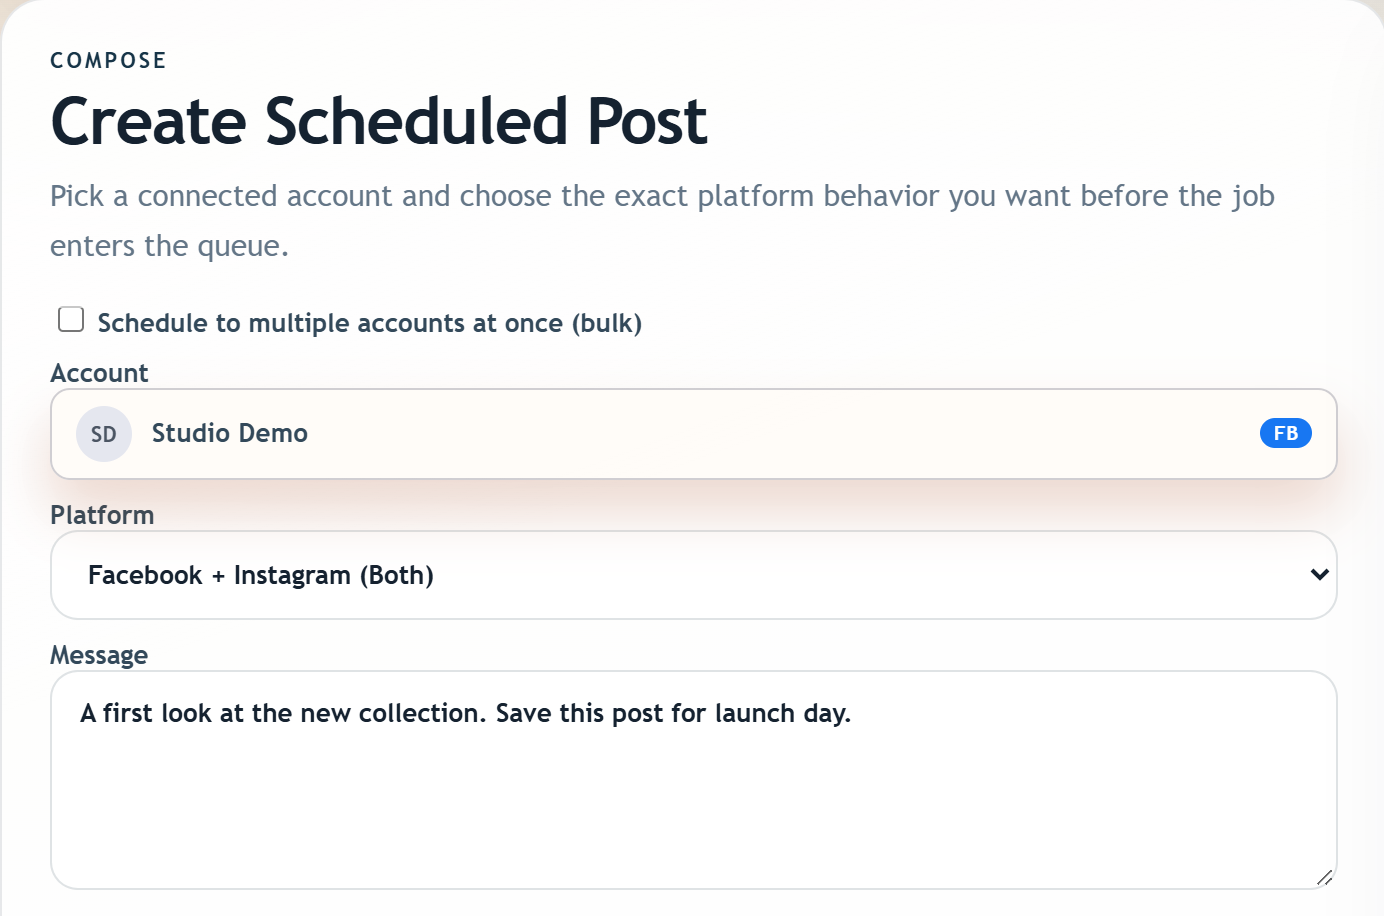 COMPOSE
Create Scheduled Post
Pick a connected account and choose the exact platform behavior you want before the job
enters the queue.
Schedule to multiple accounts at once (bulk)
Account
SD Studio Demo FB
Platform
Facebook + Instagram (Both)
Message
A first look at the new collection. Save this post for launch day.